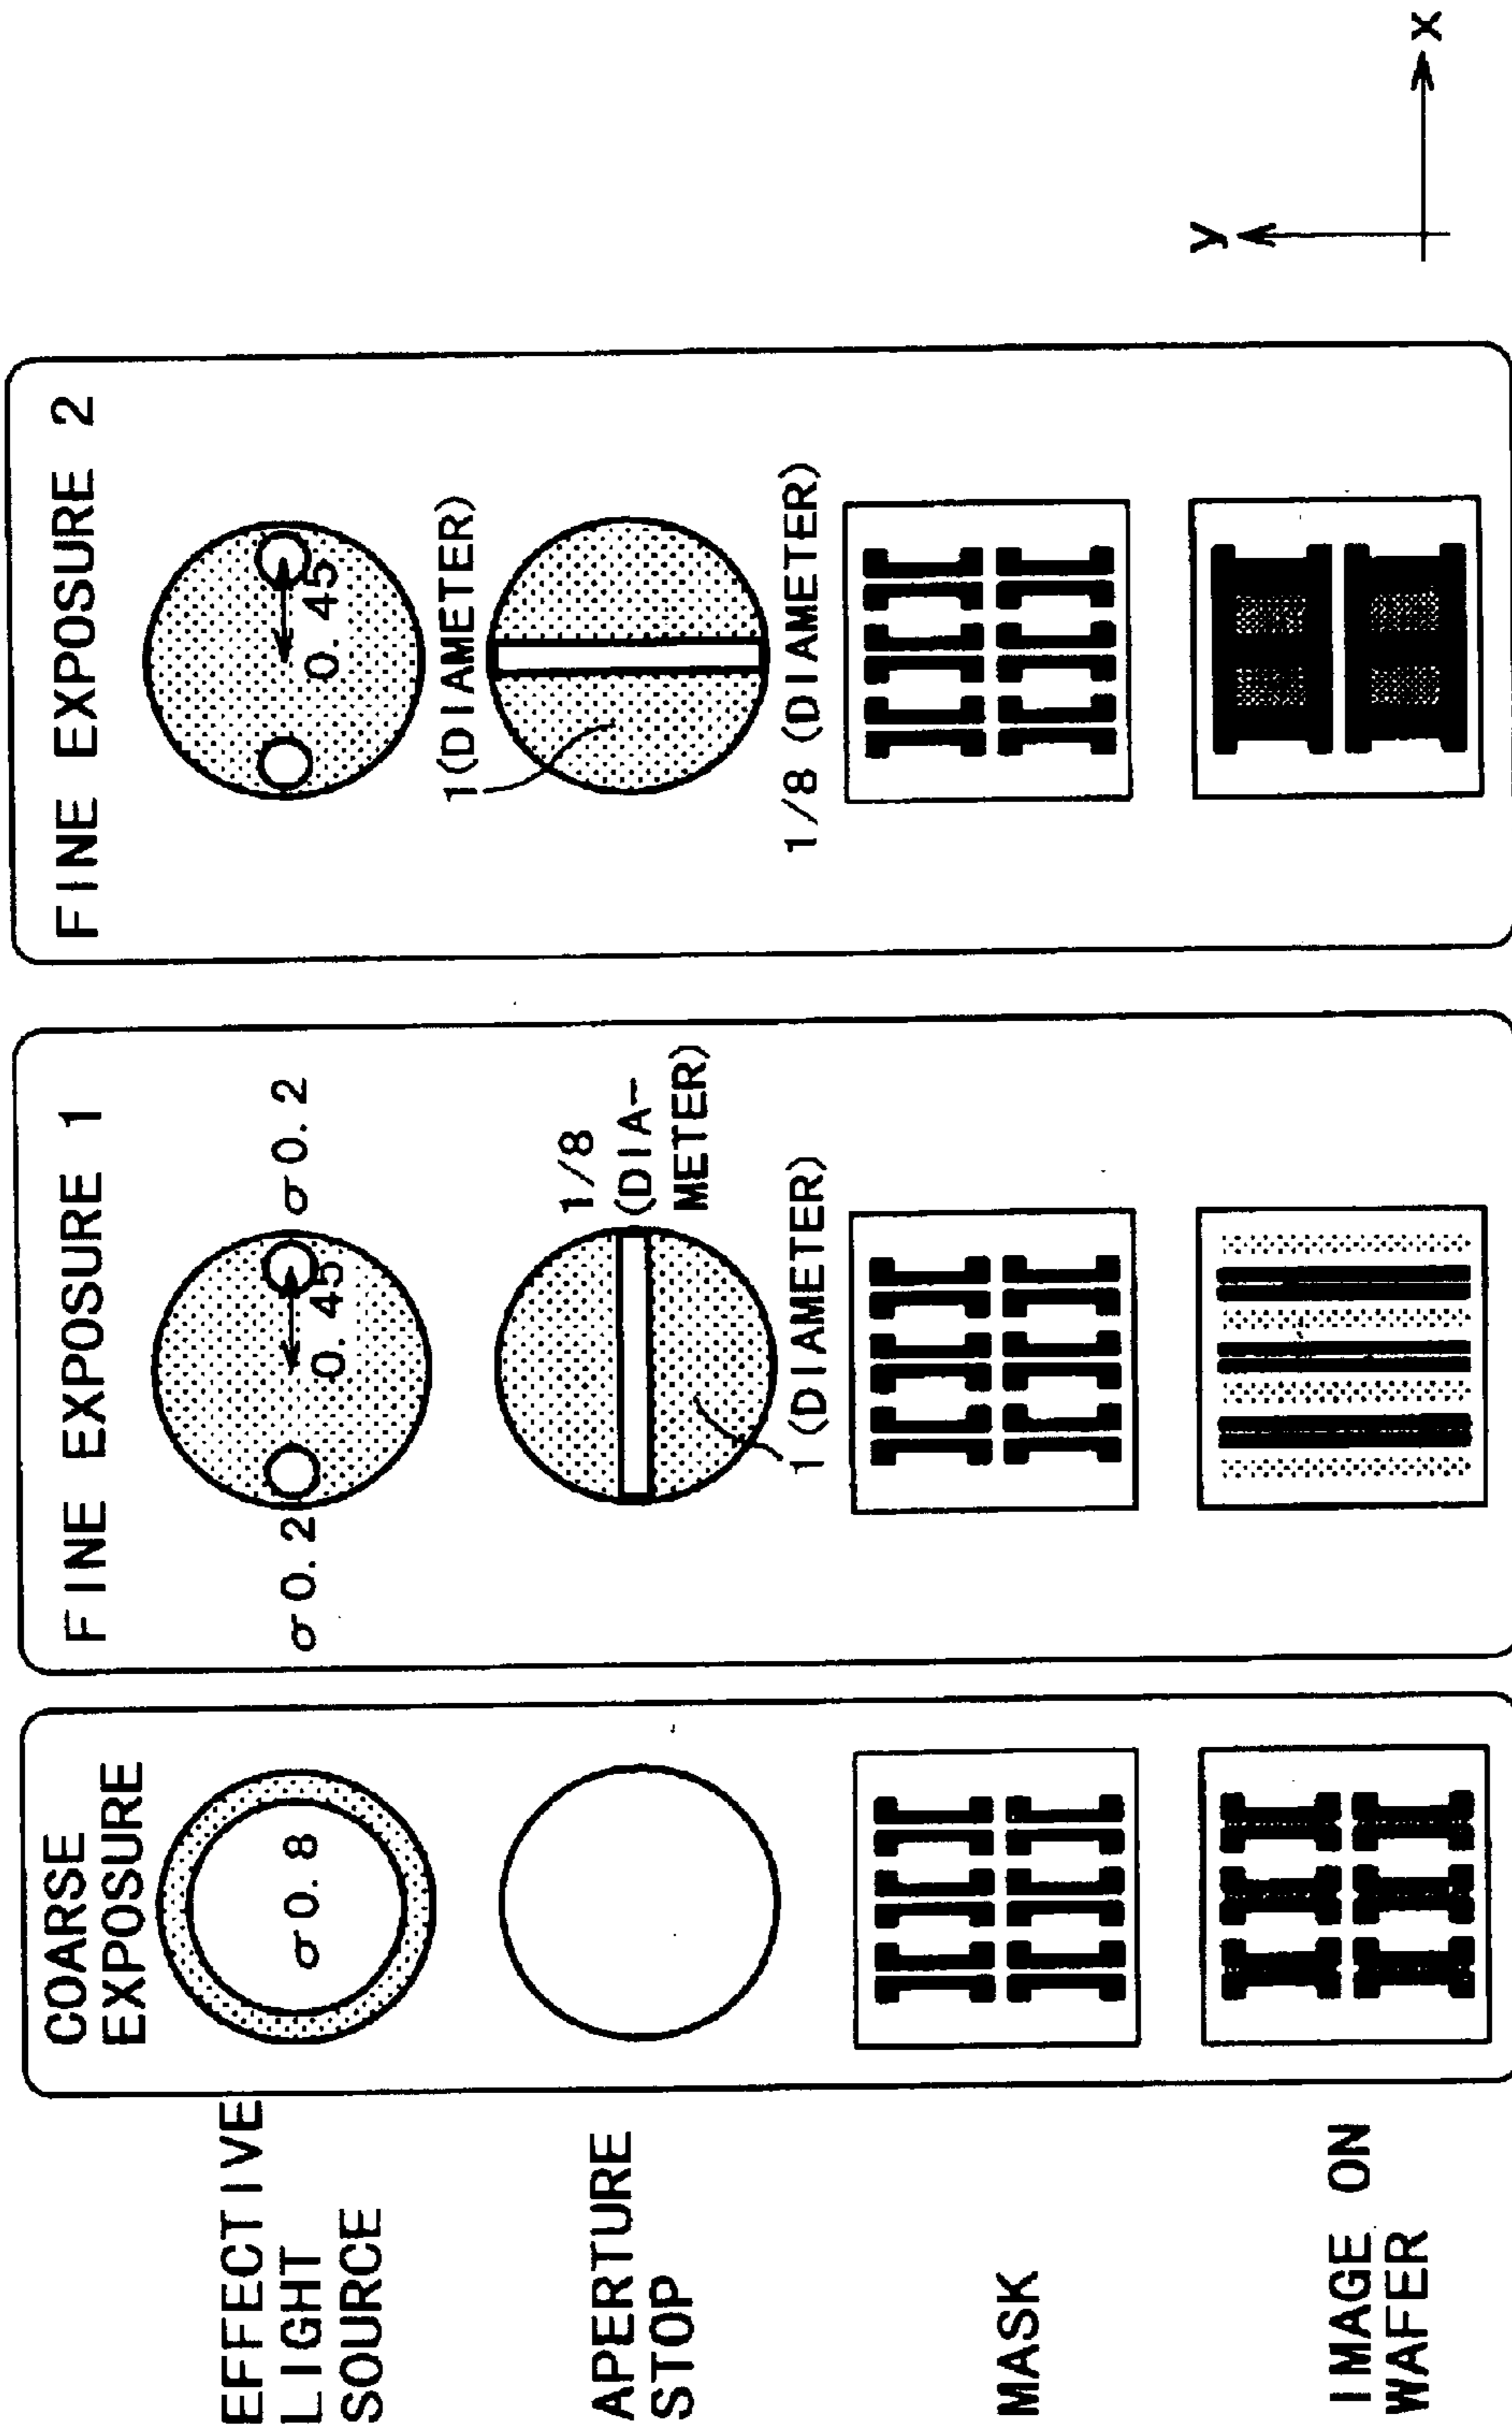 COARSE
EXPOSURE
FINE EXPOSURE 1
FINE EXPOSURE 2
EFFECTIVE
LIGHT
SOURCE
σ0.8
σ0.2
0.45
σ0.2
0.45
APERTURE
STOP
1/8
(DIA-
METER)
1(DIAMETER)
1(DIAMETER)
1/8 (DIAMETER)
MASK
IMAGE ON
WAFER
y
x